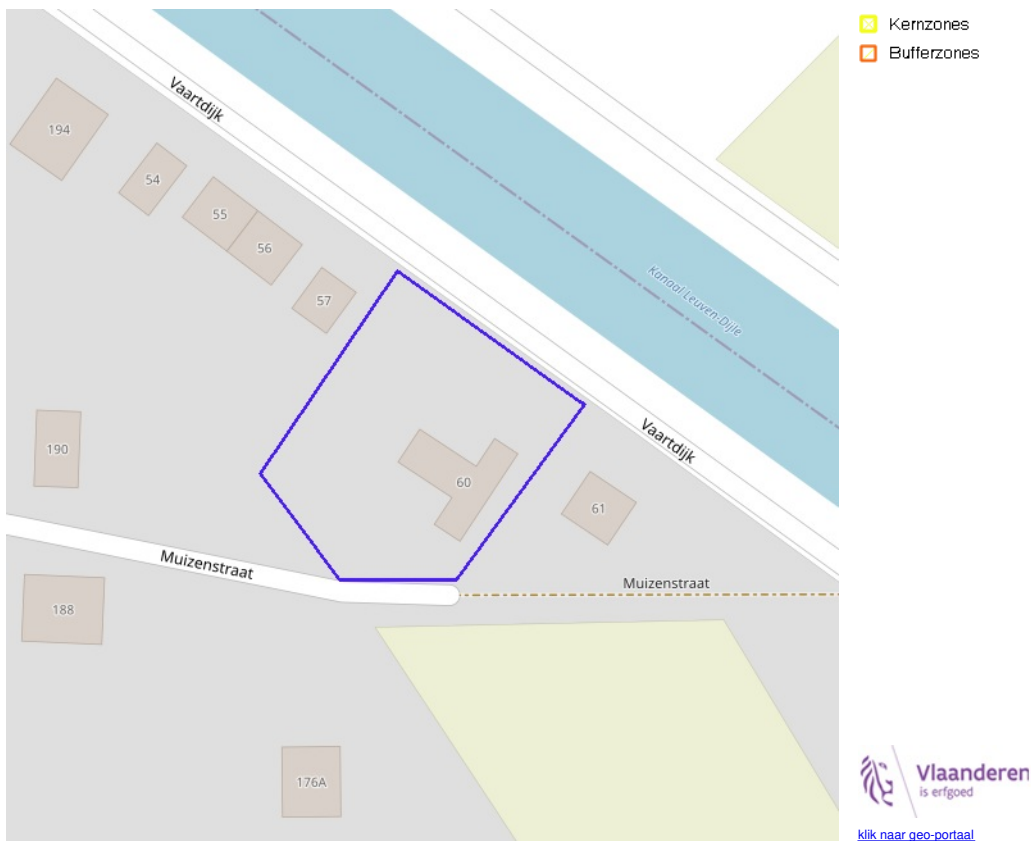 Kernzones
Bufferzones
Vaartdijk
194
54
55
56
57
Kanaal Leuven-Dijle
Vaartdijk
190
60
61
Muizenstraat
Muizenstraat
188
176A
Vlaanderen
is erfgoed
klik naar geo-portaal